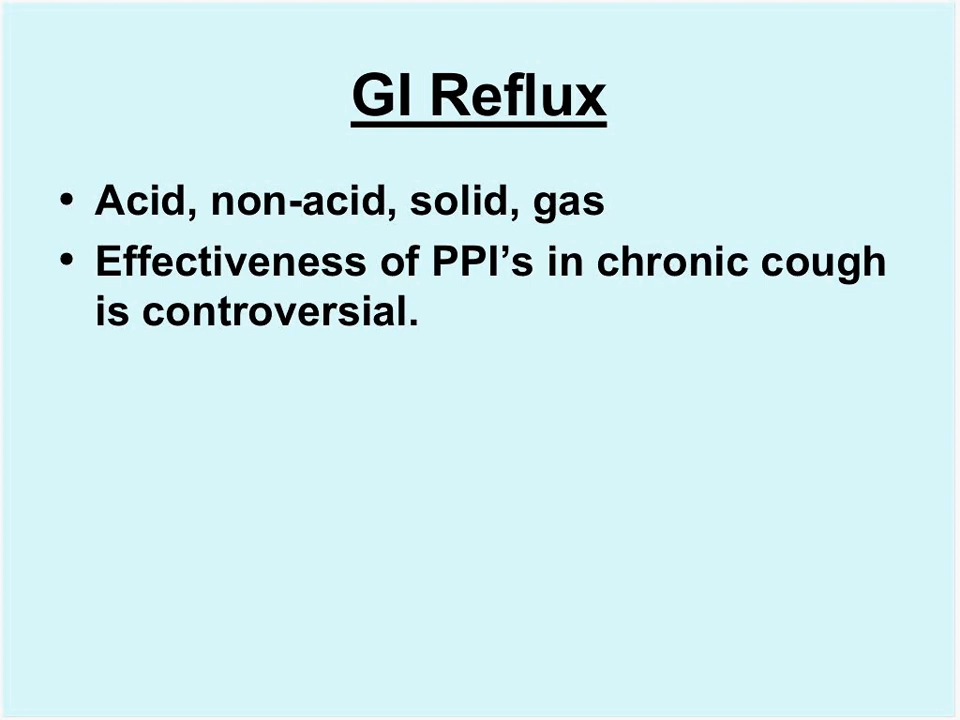 GI Reflux
• Acid, non-acid, solid, gas
• Effectiveness of PPI’s in chronic cough
is controversial.